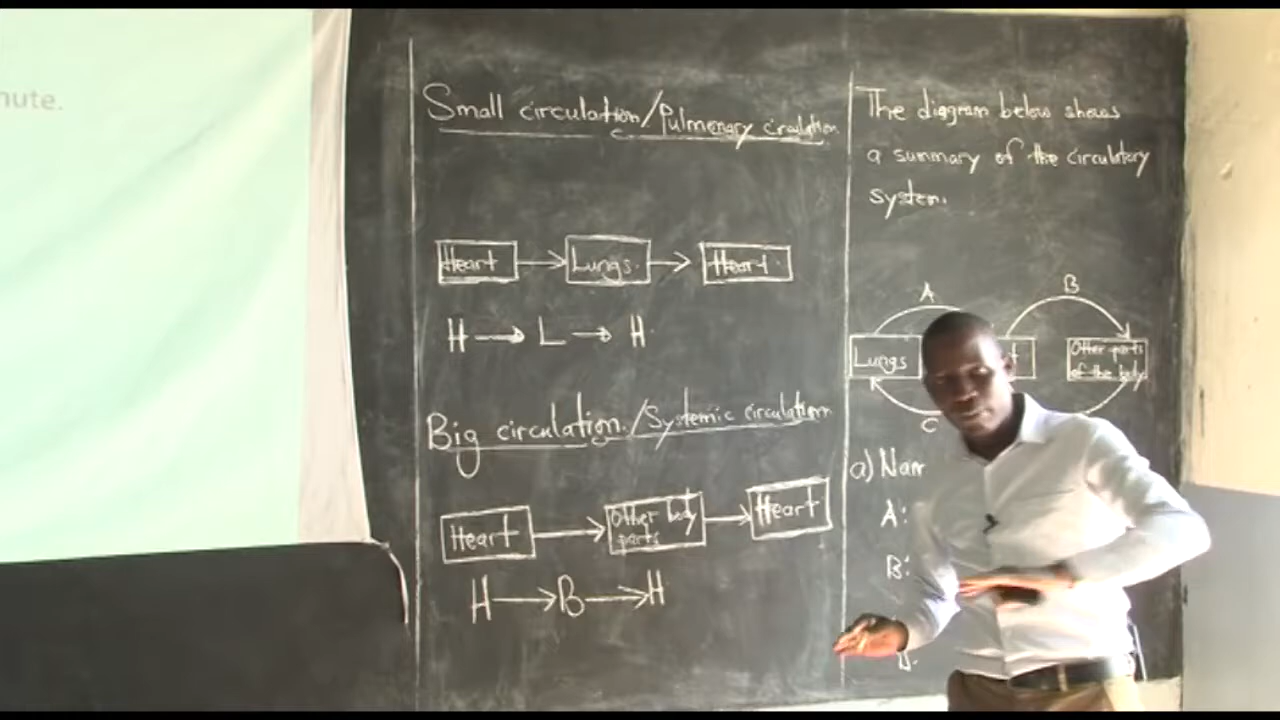 nute.
Small circulation/Pulmonary circulation
Heart → Lungs. → Heart.
H → L → H
Big circulation./Systemic circulation
Heart → Other body parts → Heart
H → B → H
The diagram below shows
a summary of the circulatory
system.
A B
Lungs
Other parts
of the body
C
a) Nam
A:
B: